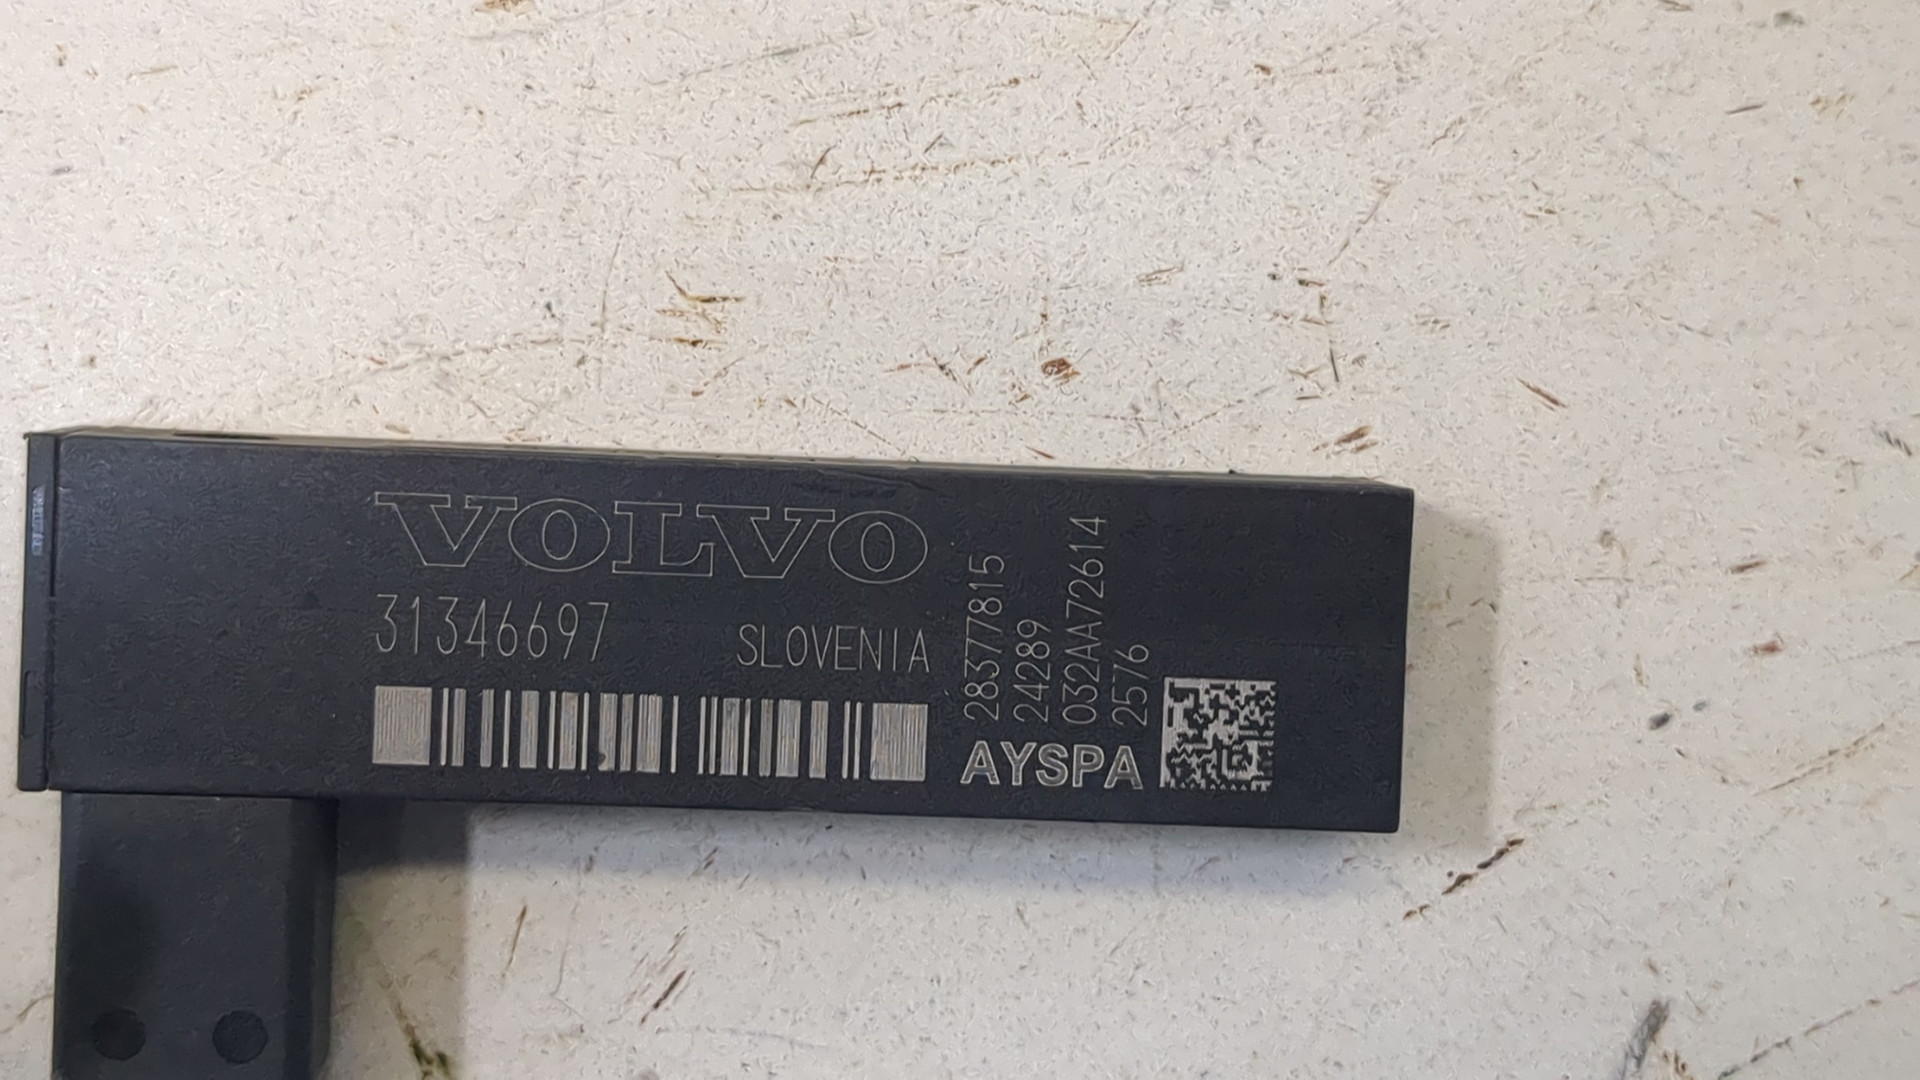 VOLVO
31346697
SLOVENIA
28377815
24289
032AA72614
2576
AYSPA